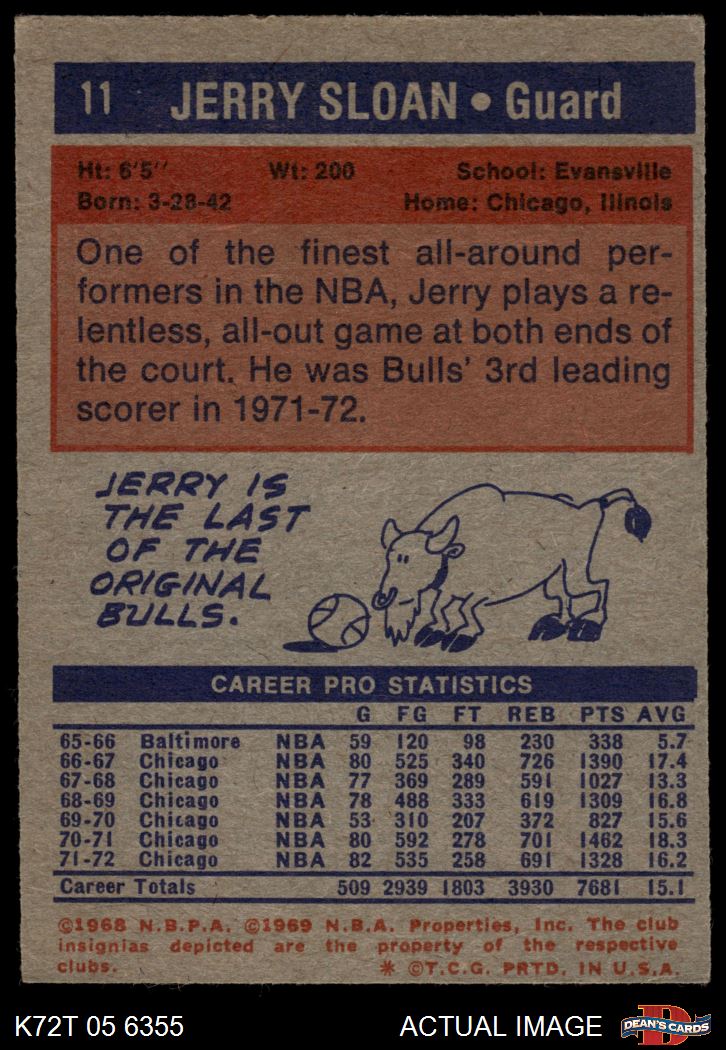 11 JERRY SLOAN • Guard
Ht: 6'5" Wt: 200 School: Evansville
Born: 3-28-42 Home: Chicago, Illinois
One of the finest all-around per-
formers in the NBA, Jerry plays a re-
lentless, all-out game at both ends of
the court. He was Bulls' 3rd leading
scorer in 1971-72.
JERRY IS
THE LAST
OF THE
ORIGINAL
BULLS.
CAREER PRO STATISTICS
G FG FT REB PTS AVG
65-66 Baltimore NBA 59 120 98 230 338 5.7
66-67 Chicago NBA 80 525 340 726 1390 17.4
67-68 Chicago NBA 77 369 289 591 1027 13.3
68-69 Chicago NBA 78 488 333 619 1309 16.8
69-70 Chicago NBA 53 310 207 372 827 15.6
70-71 Chicago NBA 80 592 278 701 1462 18.3
71-72 Chicago NBA 82 535 258 691 1328 16.2
Career Totals 509 2939 1803 3930 7681 15.1
©1968 N.B.P.A. ©1969 N.B.A. Properties, Inc. The club
insignias depicted are the property of the respective
clubs. * ©T.C.G. PRTD. IN U.S.A.
K72T 05 6355 ACTUAL IMAGE D DEAN'S CARDS